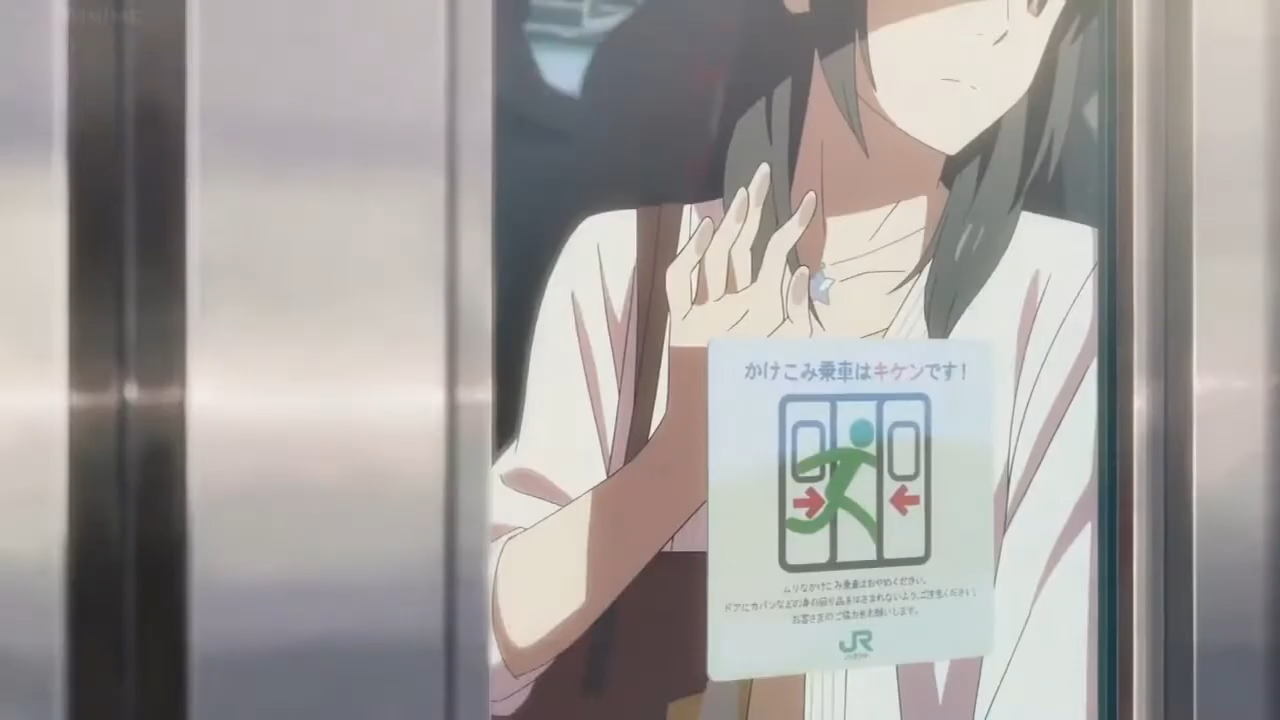 かけこみ乗車はキケンです!
ムリなかけこみ乗車はおやめください。
ドアにカバンなどの身の回り品をはさまれないようご注意ください。
お客さまのご協力をお願いします。
JR